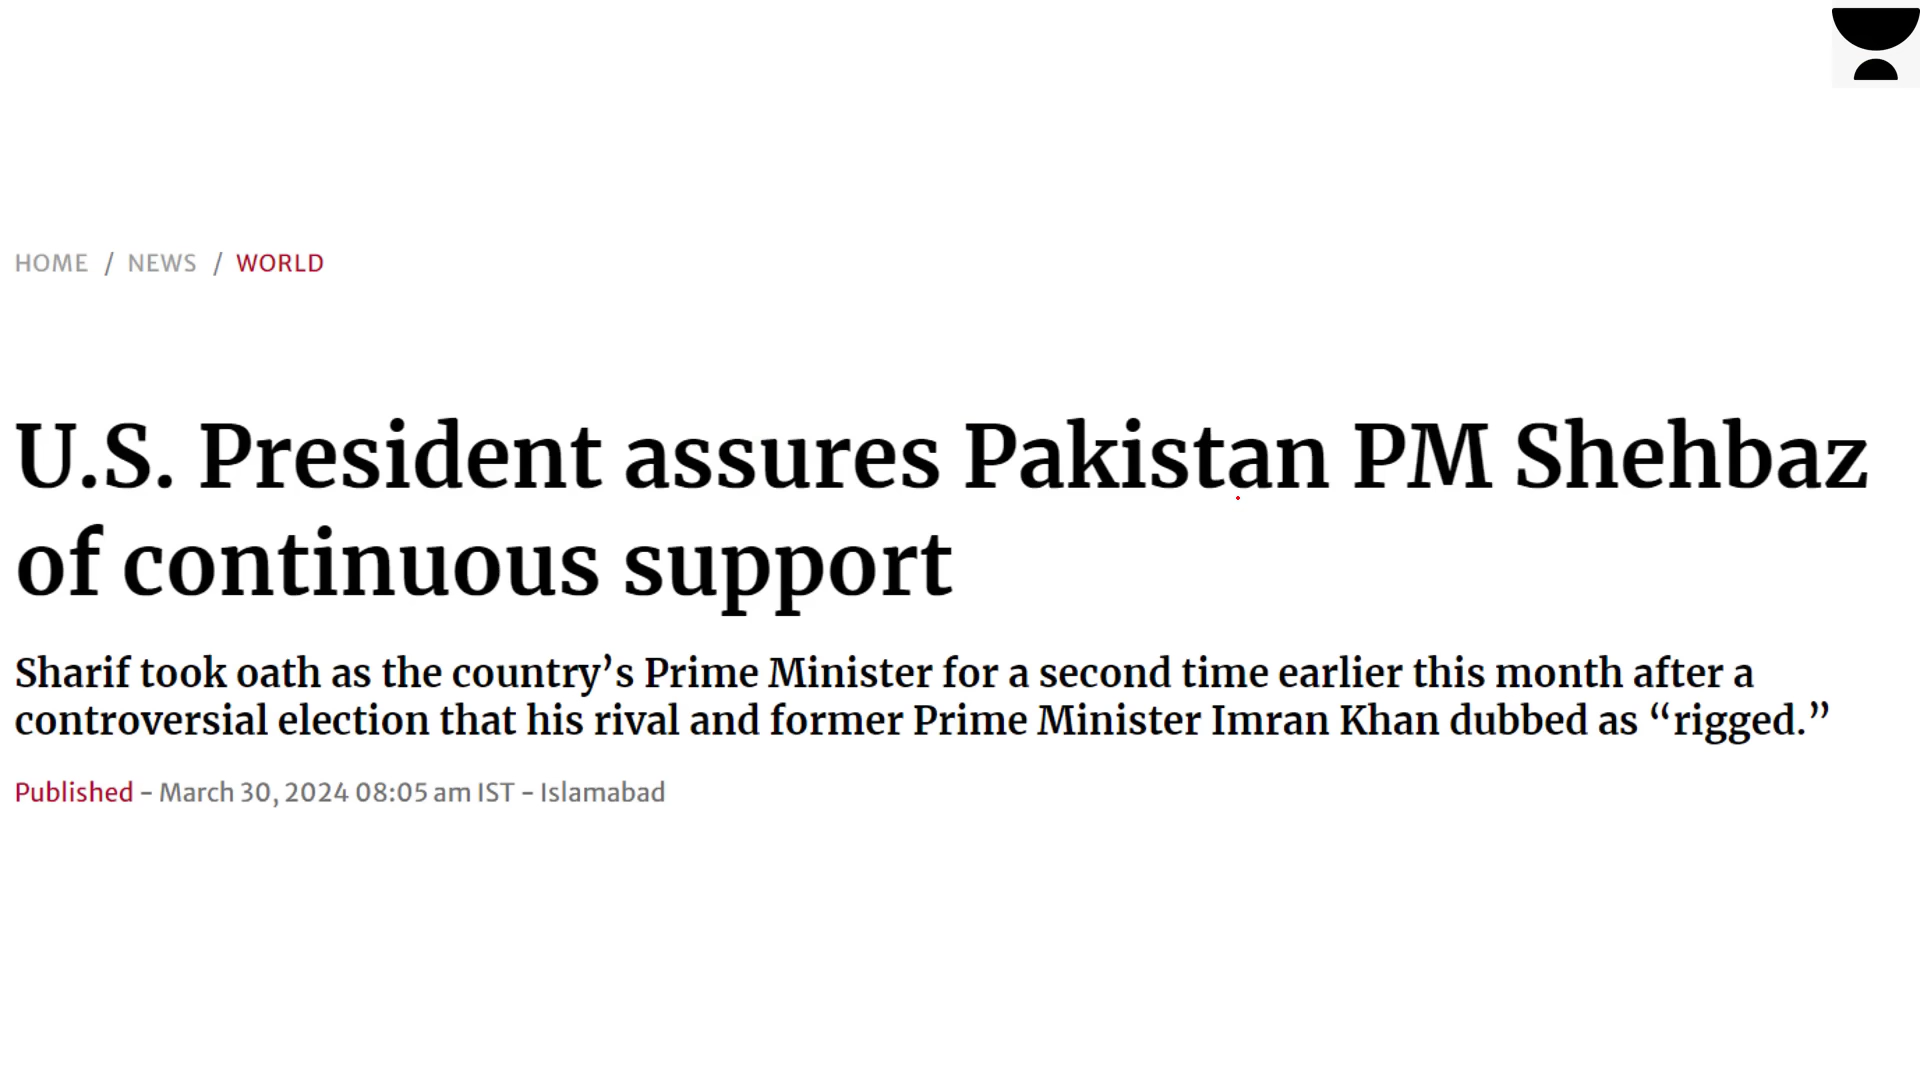 HOME / NEWS / WORLD
U.S. President assures Pakistan PM Shehbaz
of continuous support
Sharif took oath as the country’s Prime Minister for a second time earlier this month after a
controversial election that his rival and former Prime Minister Imran Khan dubbed as “rigged.”
Published - March 30, 2024 08:05 am IST - Islamabad